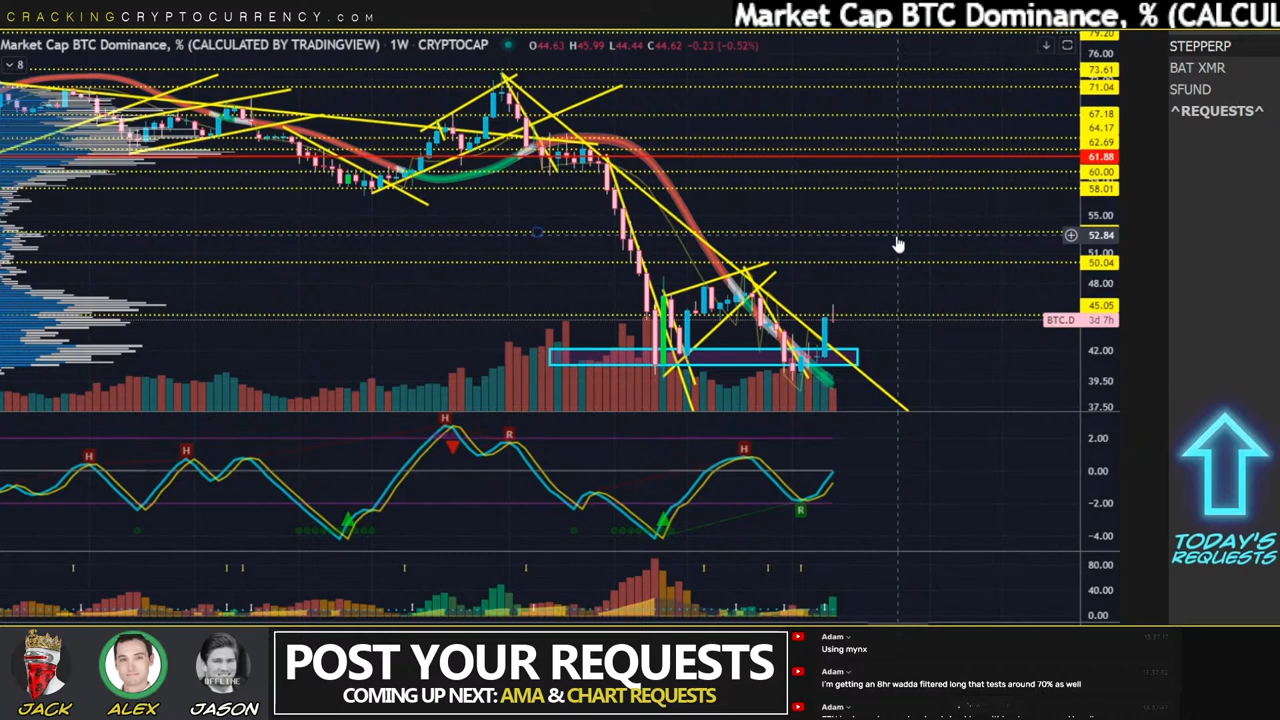 CRACKINGCRYPTOCURRENCY.com
Market Cap BTC Dominance, % (CALCUL
Market Cap BTC Dominance, % (CALCULATED BY TRADINGVIEW) · 1W · CRYPTOCAP O44.63 H45.99 L44.44 C44.62 -0.23 (-0.52%)
8
79.20
76.00
73.61
71.04
67.18
64.17
62.69
61.88
60.00
58.01
55.00
52.84
51.00
50.04
48.00
45.05
BTC.D 3d 7h
42.00
39.50
37.50
H
H
H
R
H
R
2.00
0.00
-2.00
-4.00
80.00
40.00
0.00
STEPPERP
BAT XMR
SFUND
^REQUESTS^
TODAY'S
REQUESTS
JACK
ALEX
OFFLINE
JASON
POST YOUR REQUESTS
COMING UP NEXT: AMA & CHART REQUESTS
Adam
Using mynx
Adam
I'm getting an 8hr wadda filtered long that tests around 70% as well
Adam